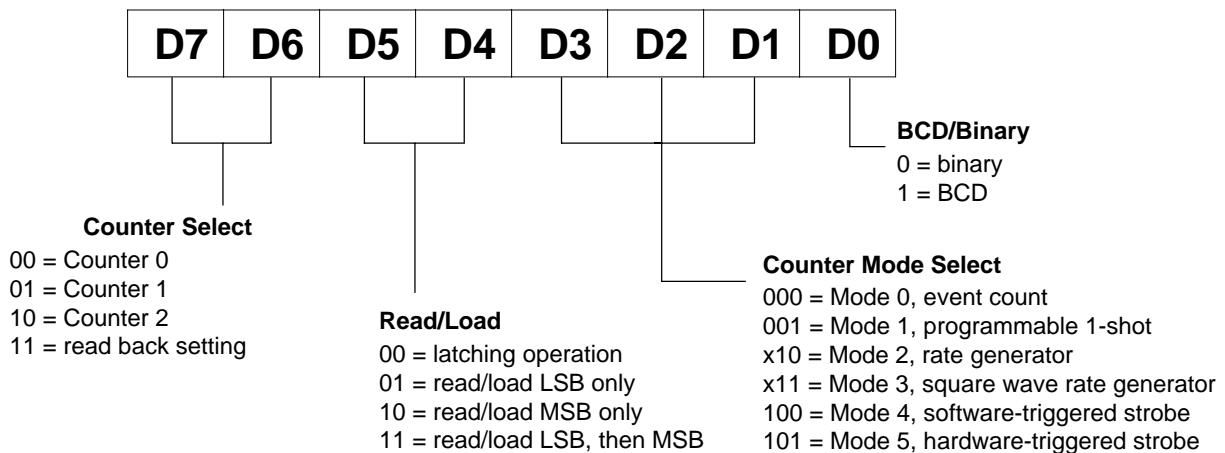 D7 D6 D5 D4 D3 D2 D1 D0
BCD/Binary
0 = binary
1 = BCD
Counter Select
00 = Counter 0
01 = Counter 1
10 = Counter 2
11 = read back setting
Read/Load
00 = latching operation
01 = read/load LSB only
10 = read/load MSB only
11 = read/load LSB, then MSB
Counter Mode Select
000 = Mode 0, event count
001 = Mode 1, programmable 1-shot
x10 = Mode 2, rate generator
x11 = Mode 3, square wave rate generator
100 = Mode 4, software-triggered strobe
101 = Mode 5, hardware-triggered strobe